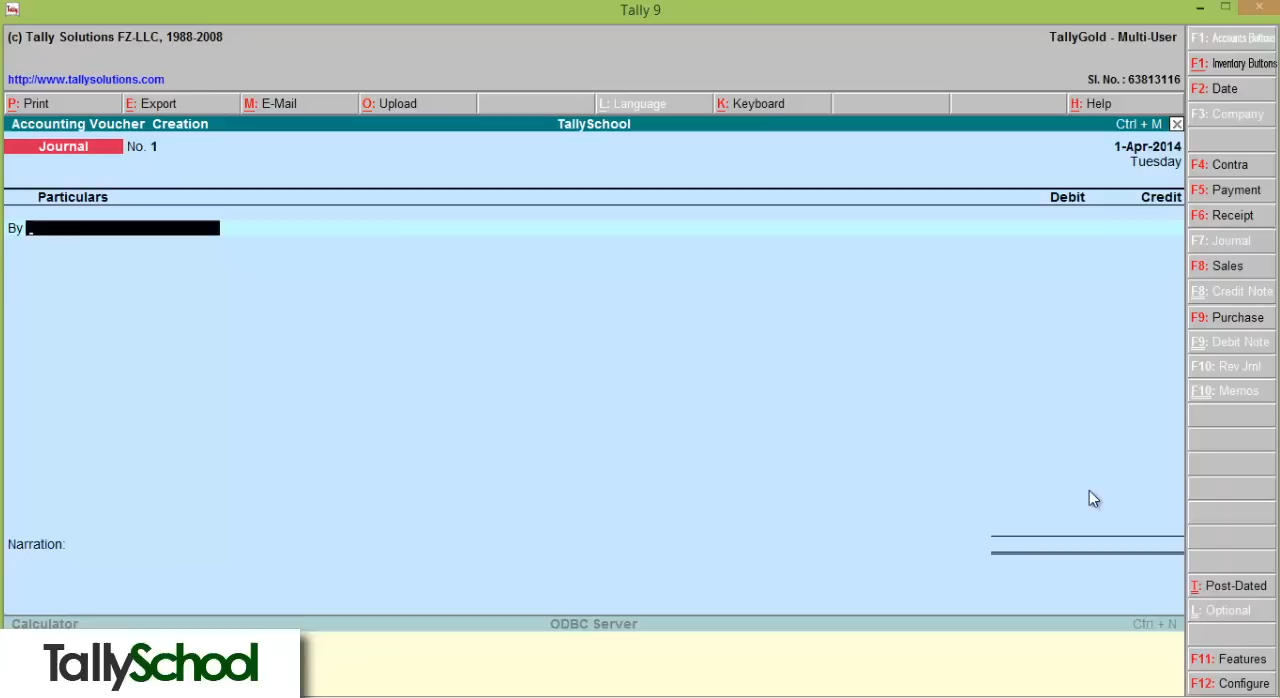 Tally 9
(c) Tally Solutions FZ-LLC, 1988-2008
TallyGold - Multi-User
http://www.tallysolutions.com
Sl. No. : 63813116
P: Print
E: Export
M: E-Mail
O: Upload
L: Language
K: Keyboard
H: Help
Accounting Voucher Creation
TallySchool
Ctrl + M
Journal No. 1
1-Apr-2014
Tuesday
Particulars
Debit
Credit
By
Narration:
Calculator
ODBC Server
Ctrl + N
TallySchool
F1: Accounts Buttons
F1: Inventory Buttons
F2: Date
F3: Company
F4: Contra
F5: Payment
F6: Receipt
F7: Journal
F8: Sales
F8: Credit Note
F9: Purchase
F9: Debit Note
F10: Rev Jrnl
F10: Memos
T: Post-Dated
L: Optional
F11: Features
F12: Configure